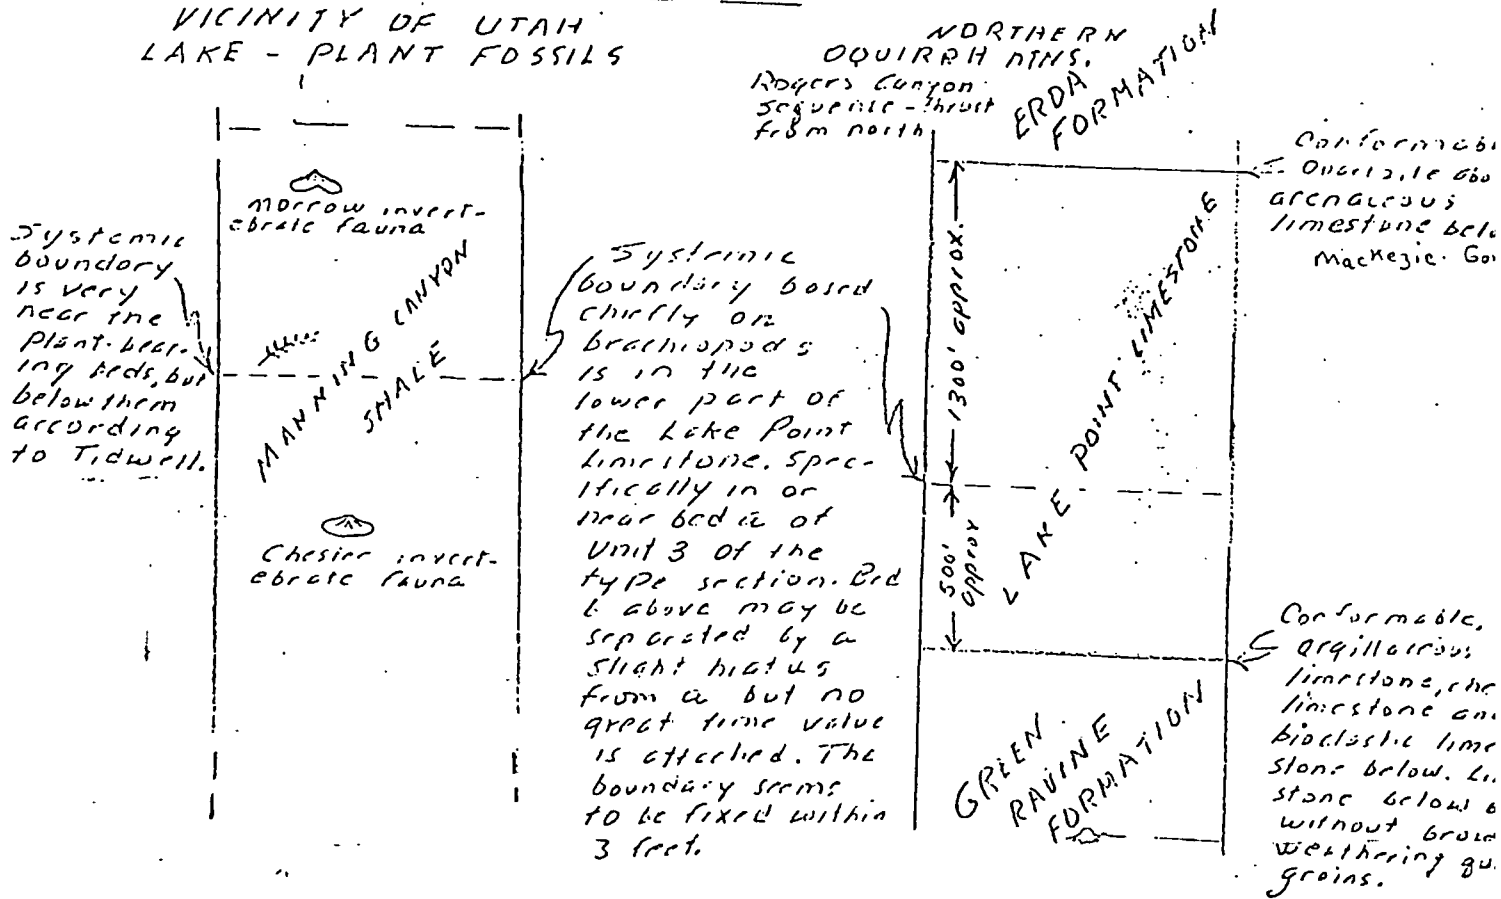 VICINITY OF UTAH
LAKE - PLANT FOSSILS
Systemic
boundory
is very
near the
plant-bear-
ing beds, but
below them
according
to Tidwell.
morrow invert-
ebrate fauna
MANNING CANYON
SHALE
Chester invert-
ebrate fauna
Systemic
boundary based
chiefly on
brachiopods
is in the
lower part of
the Lake Point
Limestone. Spec-
ifically in or
near bed a of
Unit 3 of the
type section. Bed
b above may be
separated by a
slight hiatus
from a but no
great time value
is attached. The
boundary seems
to be fixed within
3 feet.
NORTHERN
OQUIRRH MTNS.
Rogers Canyon
sequence - thrust
from north
ERDA
FORMATION
1300' approx.
LAKE POINT LIMESTONE
500'
approx
GREEN
RAVINE
FORMATION
arenaceous
limestone
Conformable,
argillaceous
limestone,
limestone
bioclastic lime-
stone below.
stone below
without
weathering
grains.